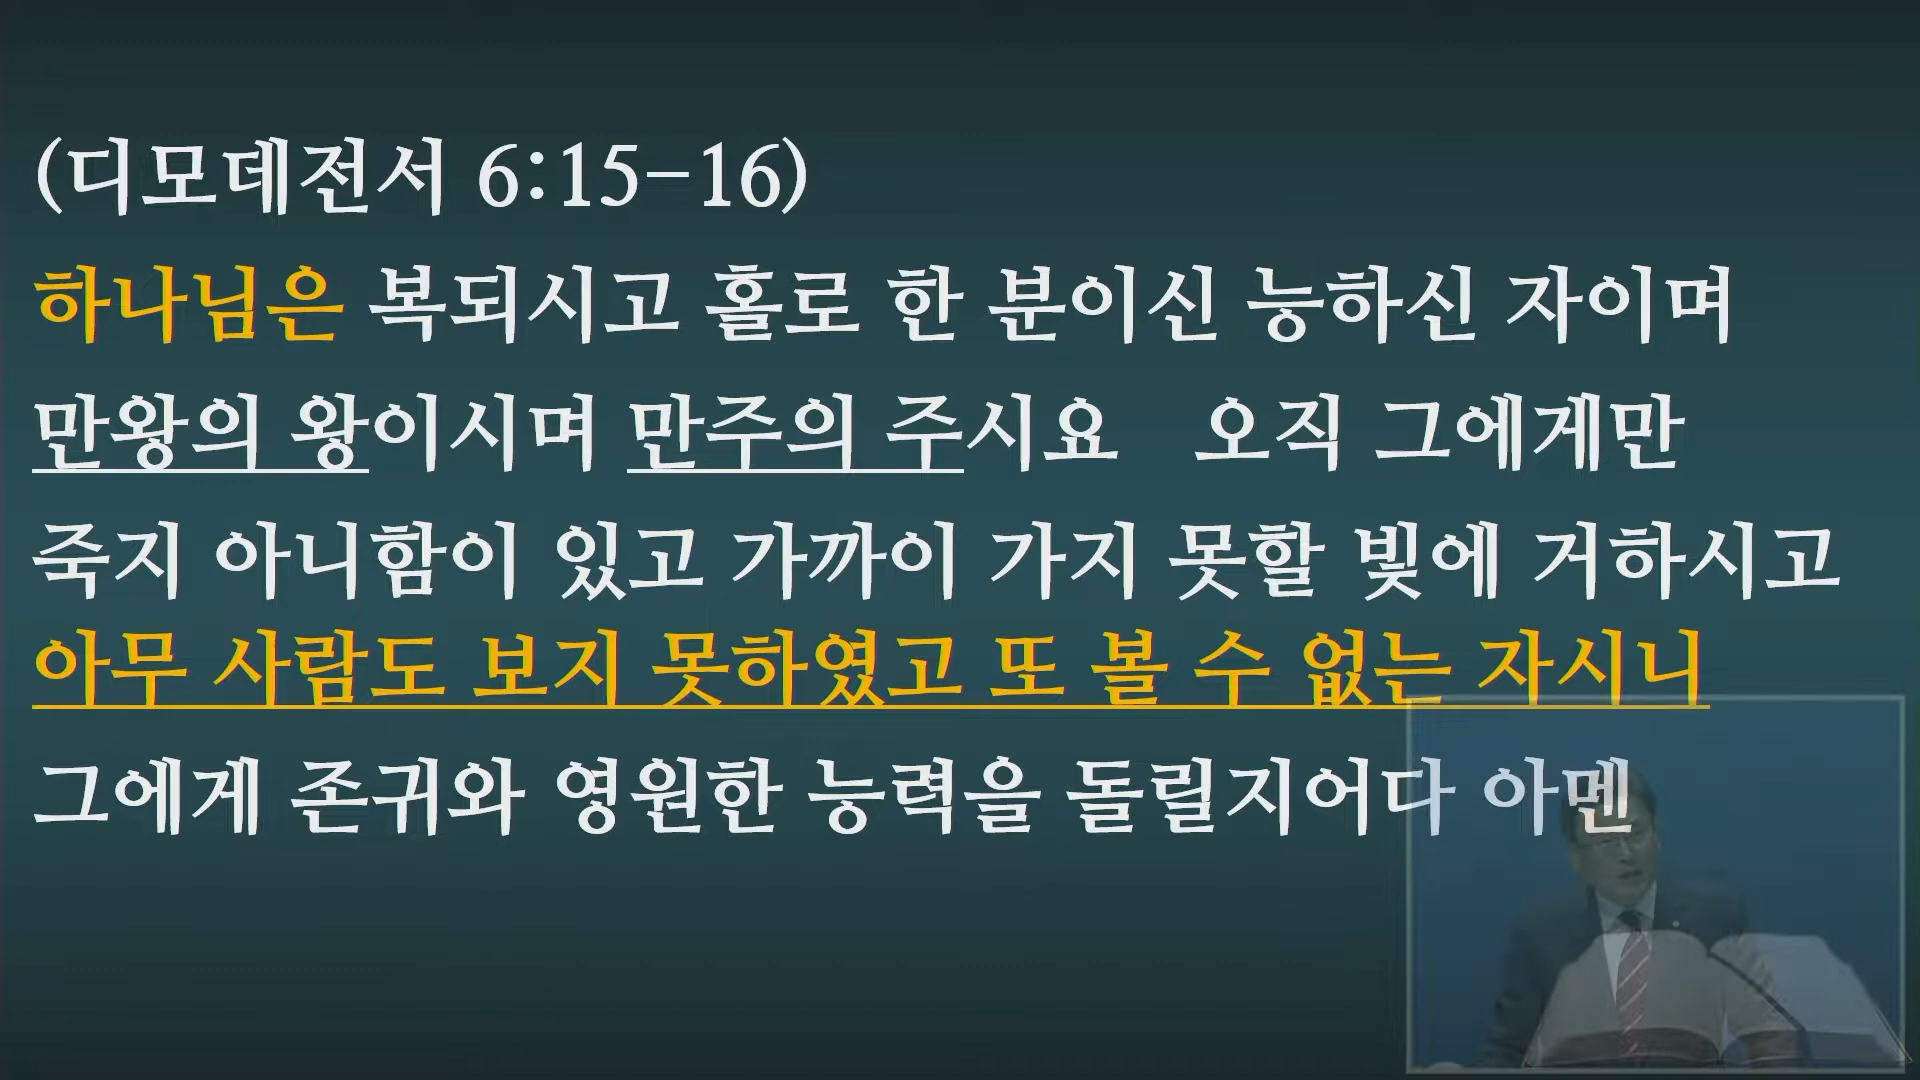 (디모데전서 6:15-16)
하나님은 복되시고 홀로 한 분이신 능하신 자이며
만왕의 왕이시며 만주의 주시요 오직 그에게만
죽지 아니함이 있고 가까이 가지 못할 빛에 거하시고
아무 사람도 보지 못하였고 또 볼 수 없는 자시니
그에게 존귀와 영원한 능력을 돌릴지어다 아멘